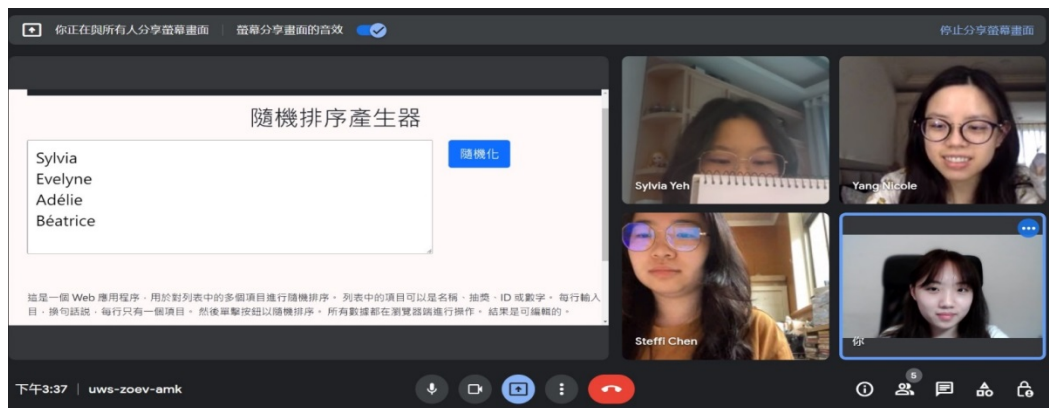 你正在與所有人分享螢幕畫面
螢幕分享畫面的音效
停止分享螢幕畫面
隨機排序產生器
Sylvia
Evelyne
Adélie
Béatrice
隨機化
這是一個 Web 應用程序,用於對列表中的多個項目進行隨機排序。列表中的項目可以是名稱、抽獎、ID 或數字。每行輸入
目,換句話說,每行只有一個項目。然後單擊按鈕以隨機排序。所有數據都在瀏覽器端進行操作。結果是可編輯的。
Sylvia Yeh
Yang Nicole
Steffi Chen
你
下午3:37 | uws-zoev-amk
5